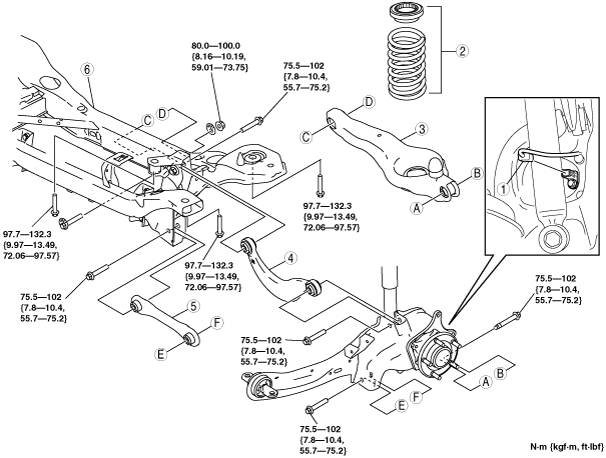 80.0—100.0
{8.16—10.19,
59.01—73.75}
75.5—102
{7.8—10.4,
55.7—75.2}
2
6
C
D
D
C
3
B
A
1
97.7—132.3
{9.97—13.49,
72.06—97.57}
97.7—132.3
{9.97—13.49,
72.06—97.57}
97.7—132.3
{9.97—13.49,
72.06—97.57}
4
75.5—102
{7.8—10.4,
55.7—75.2}
75.5—102
{7.8—10.4,
55.7—75.2}
5
F
E
75.5—102
{7.8—10.4,
55.7—75.2}
B
A
F
E
75.5—102
{7.8—10.4,
55.7—75.2}
N·m {kgf·m, ft·lbf}